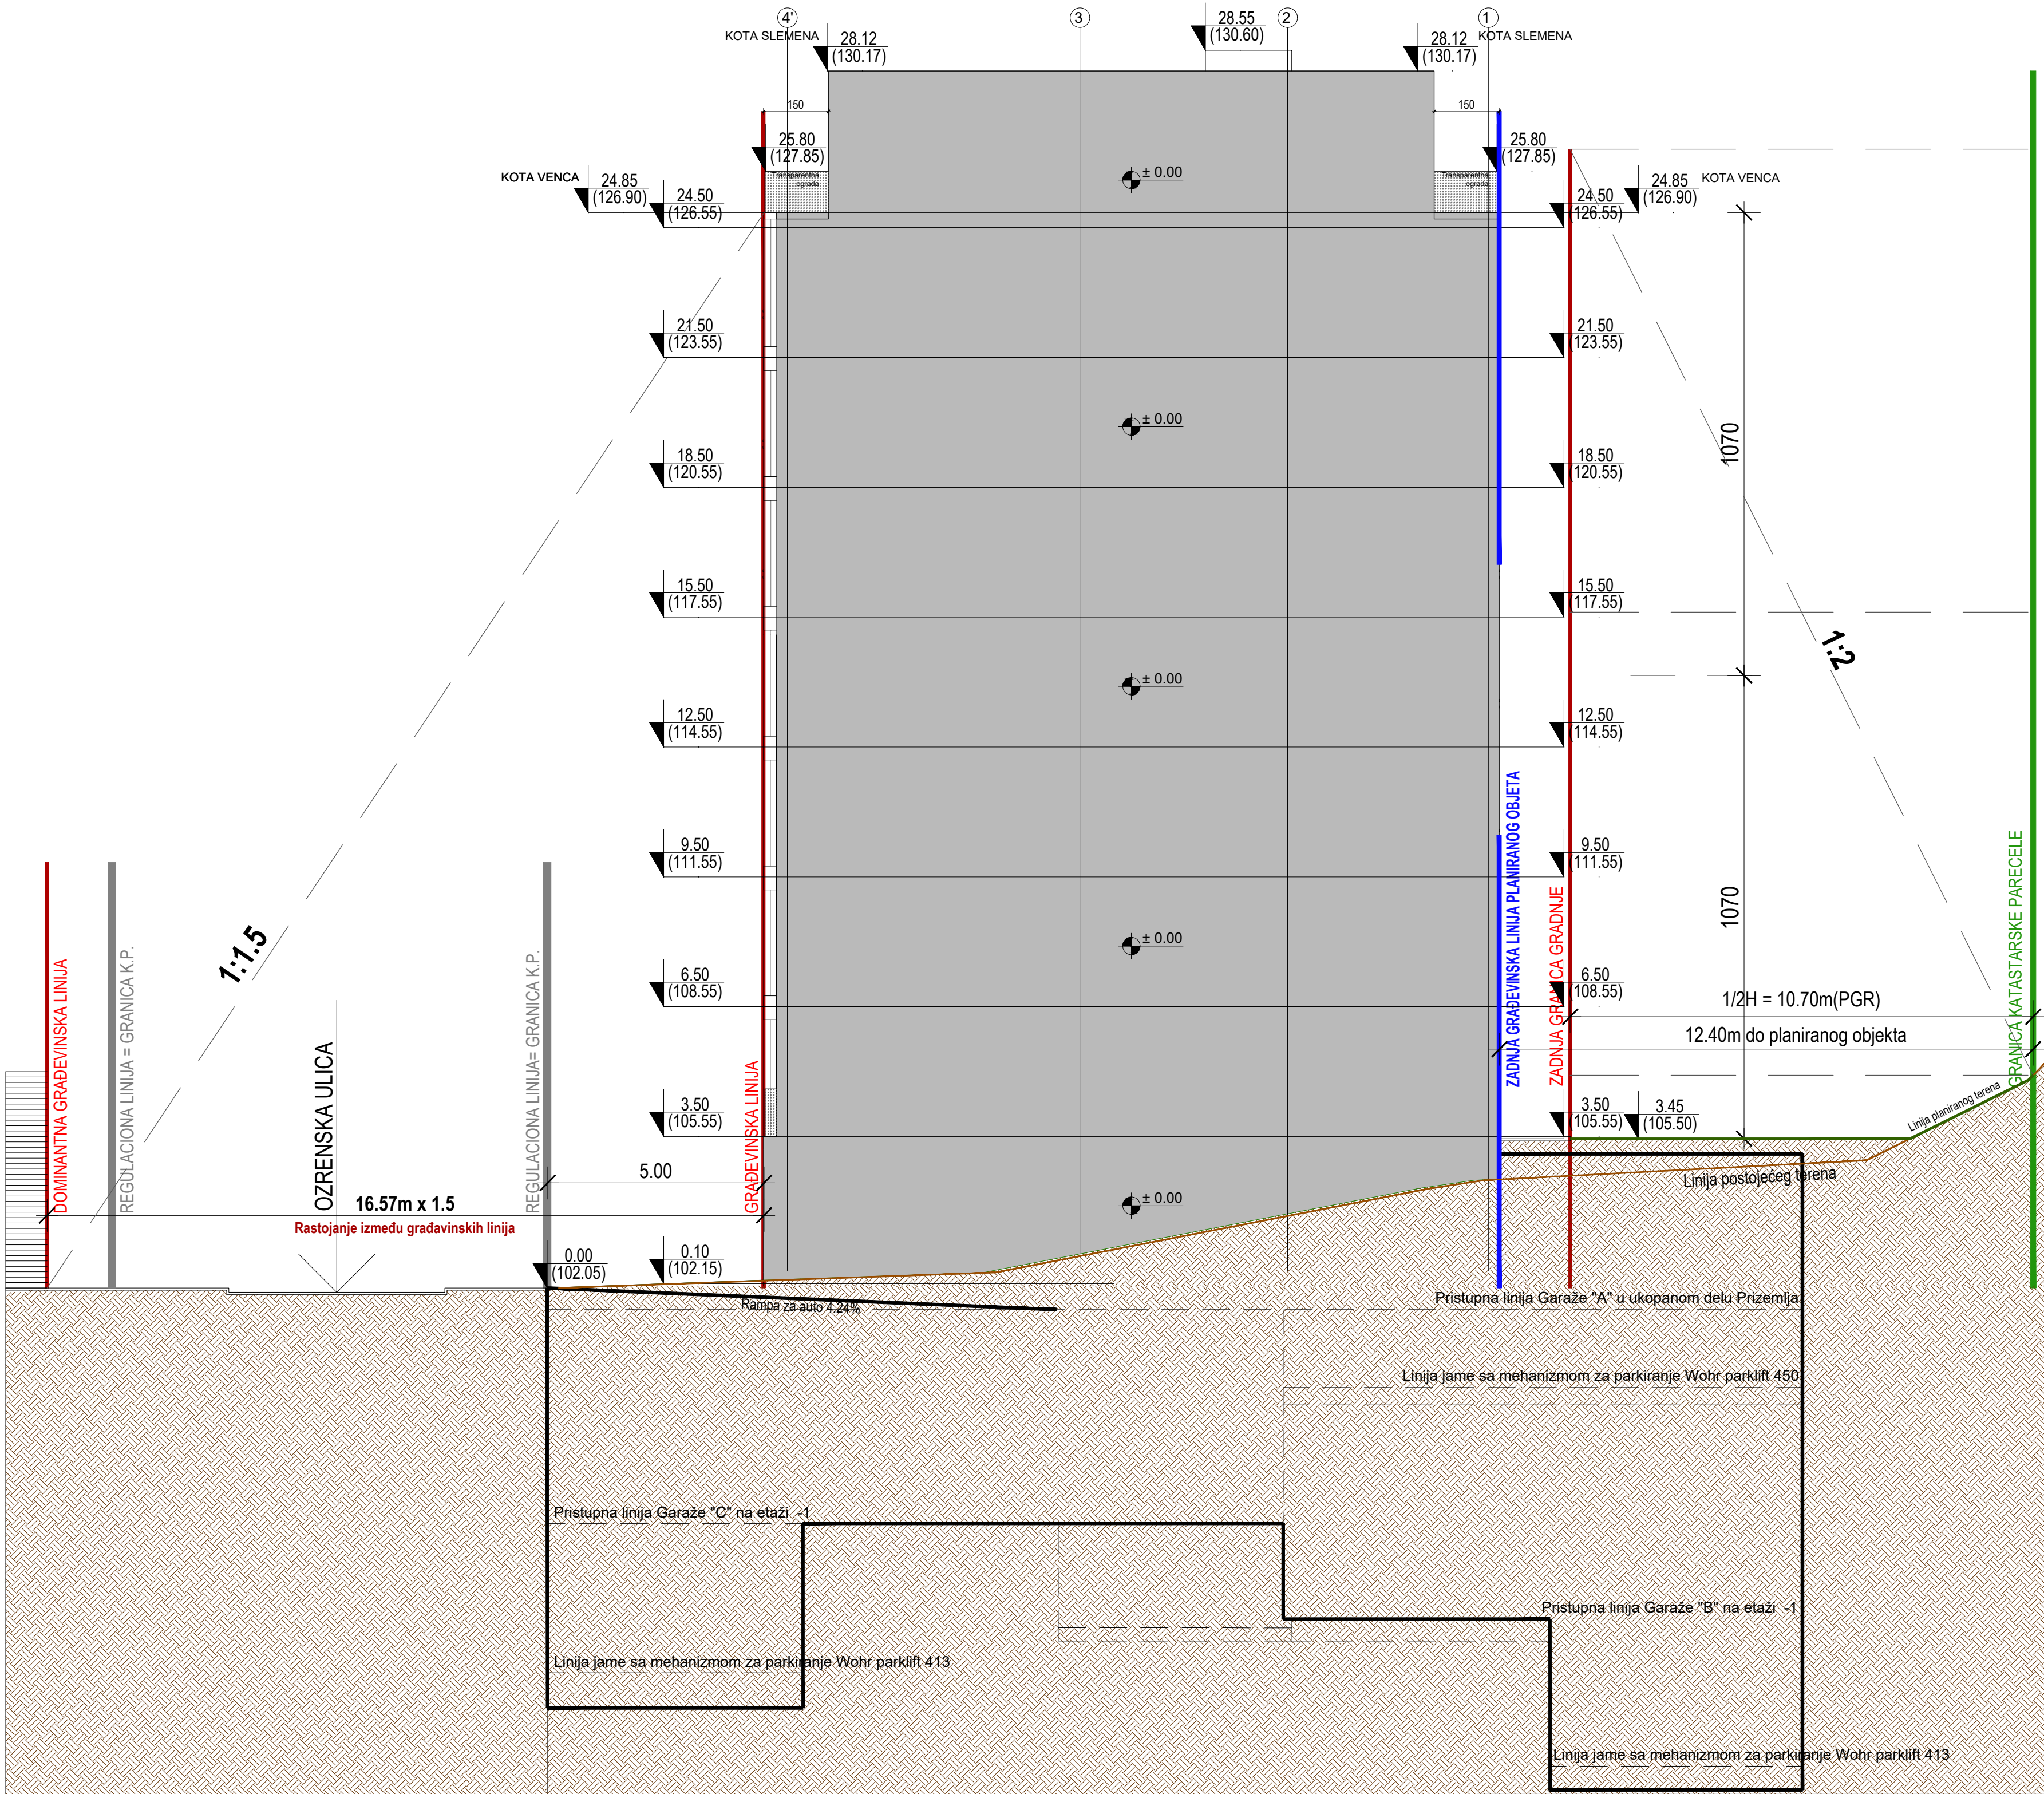 4'
3
2
1
KOTA SLEMENA
28.12
(130.17)
28.55
(130.60)
28.12
(130.17)
KOTA SLEMENA
150
150
25.80
(127.85)
25.80
(127.85)
Transparentna
ograda
Transparentna
ograda
± 0.00
KOTA VENCA
24.85
(126.90)
24.50
(126.55)
24.50
(126.55)
24.85
(126.90)
KOTA VENCA
21.50
(123.55)
21.50
(123.55)
± 0.00
1070
18.50
(120.55)
18.50
(120.55)
15.50
(117.55)
15.50
(117.55)
1:2
± 0.00
12.50
(114.55)
12.50
(114.55)
9.50
(111.55)
9.50
(111.55)
1070
1:1.5
± 0.00
6.50
(108.55)
6.50
(108.55)
1/2H = 10.70m(PGR)
12.40m do planiranog objekta
DOMINANTNA GRAĐEVINSKA LINIJA
REGULACIONA LINIJA = GRANICA K.P.
OZRENSKA ULICA
REGULACIONA LINIJA= GRANICA K.P.
GRAĐEVINSKA LINIJA
ZADNJA GRAĐEVINSKA LINIJA PLANIRANOG OBJETA
ZADNJA GRANICA GRADNJE
GRANICA KATASTARSKE PARECELE
3.50
(105.55)
3.50
(105.55)
3.45
(105.50)
Linija planiranog terena
5.00
Linija postojećeg terena
16.57m x 1.5
Rastojanje između građavinskih linija
± 0.00
0.00
(102.05)
0.10
(102.15)
Rampa za auto 4.24%
Pristupna linija Garaže "A" u ukopanom delu Prizemlja
Linija jame sa mehanizmom za parkiranje Wohr parklift 450
Pristupna linija Garaže "C" na etaži -1
Pristupna linija Garaže "B" na etaži -1
Linija jame sa mehanizmom za parkiranje Wohr parklift 413
Linija jame sa mehanizmom za parkiranje Wohr parklift 413